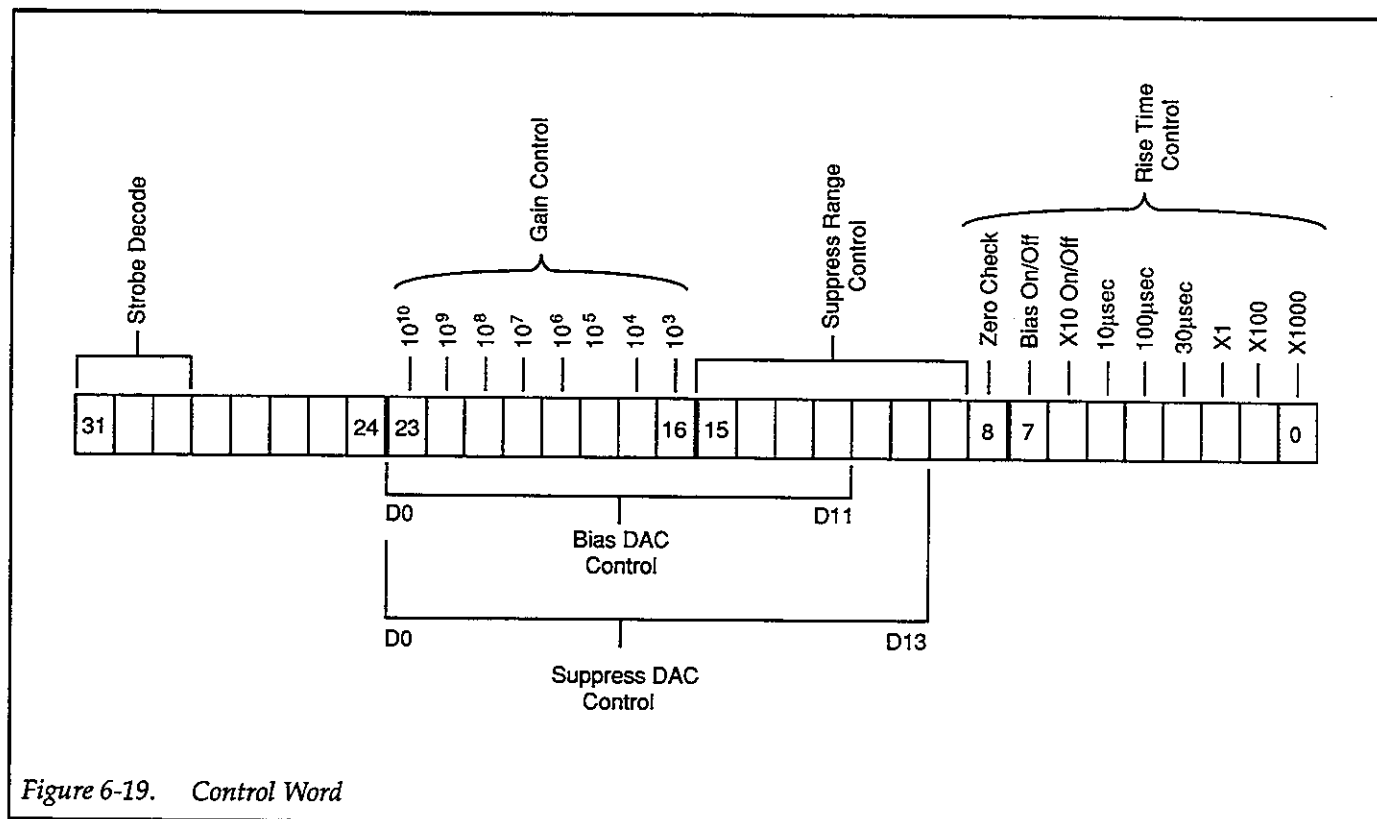 Strobe Decode
Gain Control
Suppress Range
Control
Rise Time
Control
10¹⁰
10⁹
10⁸
10⁷
10⁶
10⁵
10⁴
10³
Zero Check
Bias On/Off
X10 On/Off
10µsec
100µsec
30µsec
X1
X100
X1000
31 24 23 16 15 8 7 0
D0 D11
Bias DAC
Control
D0 D13
Suppress DAC
Control
Figure 6-19. Control Word